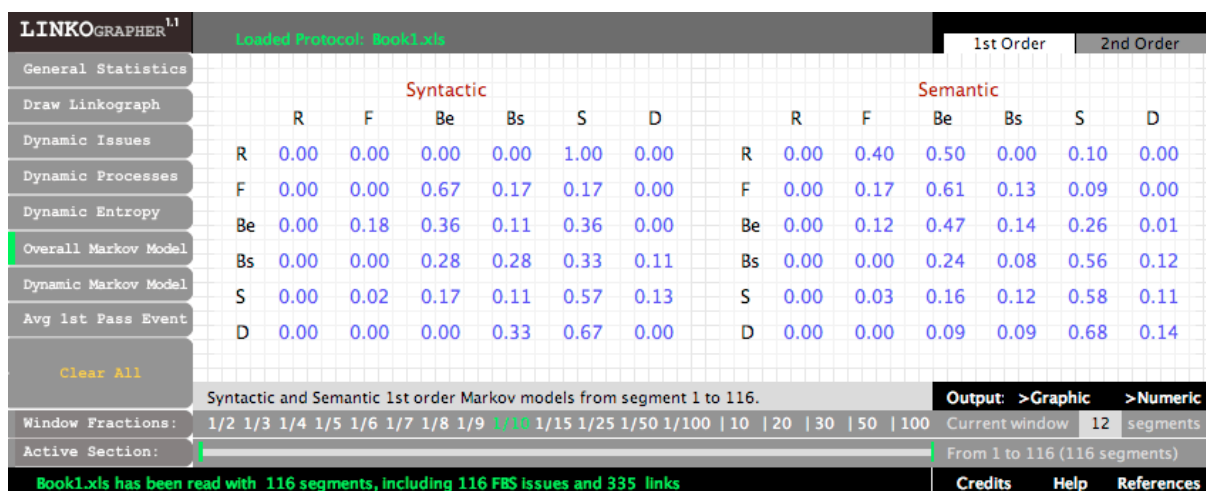 LINKOGRAPHER1.1
Loaded Protocol: Book1.xls
1st Order 2nd Order
General Statistics
Draw Linkograph
Dynamic Issues
Dynamic Processes
Dynamic Entropy
Overall Markov Model
Dynamic Markov Model
Avg 1st Pass Event
Clear All
Syntactic
R F Be Bs S D
R 0.00 0.00 0.00 0.00 1.00 0.00
F 0.00 0.00 0.67 0.17 0.17 0.00
Be 0.00 0.18 0.36 0.11 0.36 0.00
Bs 0.00 0.00 0.28 0.28 0.33 0.11
S 0.00 0.02 0.17 0.11 0.57 0.13
D 0.00 0.00 0.00 0.33 0.67 0.00
Semantic
R F Be Bs S D
R 0.00 0.40 0.50 0.00 0.10 0.00
F 0.00 0.17 0.61 0.13 0.09 0.00
Be 0.00 0.12 0.47 0.14 0.26 0.01
Bs 0.00 0.00 0.24 0.08 0.56 0.12
S 0.00 0.03 0.16 0.12 0.58 0.11
D 0.00 0.00 0.09 0.09 0.68 0.14
Syntactic and Semantic 1st order Markov models from segment 1 to 116.
Output: >Graphic >Numeric
Window Fractions: 1/2 1/3 1/4 1/5 1/6 1/7 1/8 1/9 1/10 1/15 1/25 1/50 1/100 |10 |20 |30 |50 |100 Current window 12 segments
Active Section: From 1 to 116 (116 segments)
Book1.xls has been read with 116 segments, including 116 FBS issues and 335 links
Credits Help References